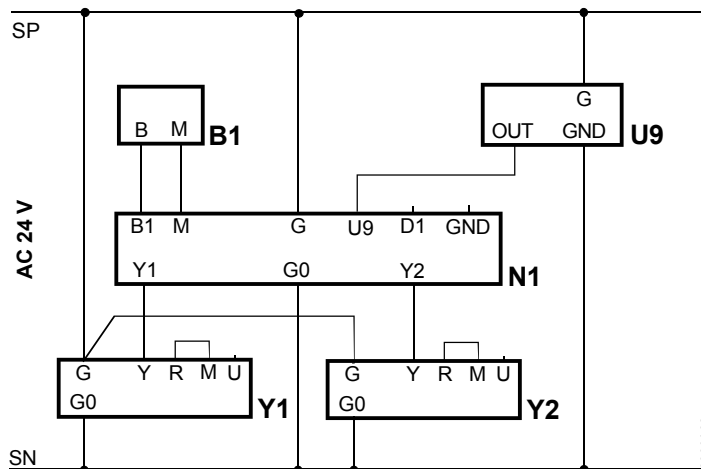 SP
G
B M B1
OUT GND U9
AC 24 V
B1 M G U9 D1 GND
Y1 G0 Y2 N1
G Y R M U
G0 Y1
G Y R M U
G0 Y2
SN